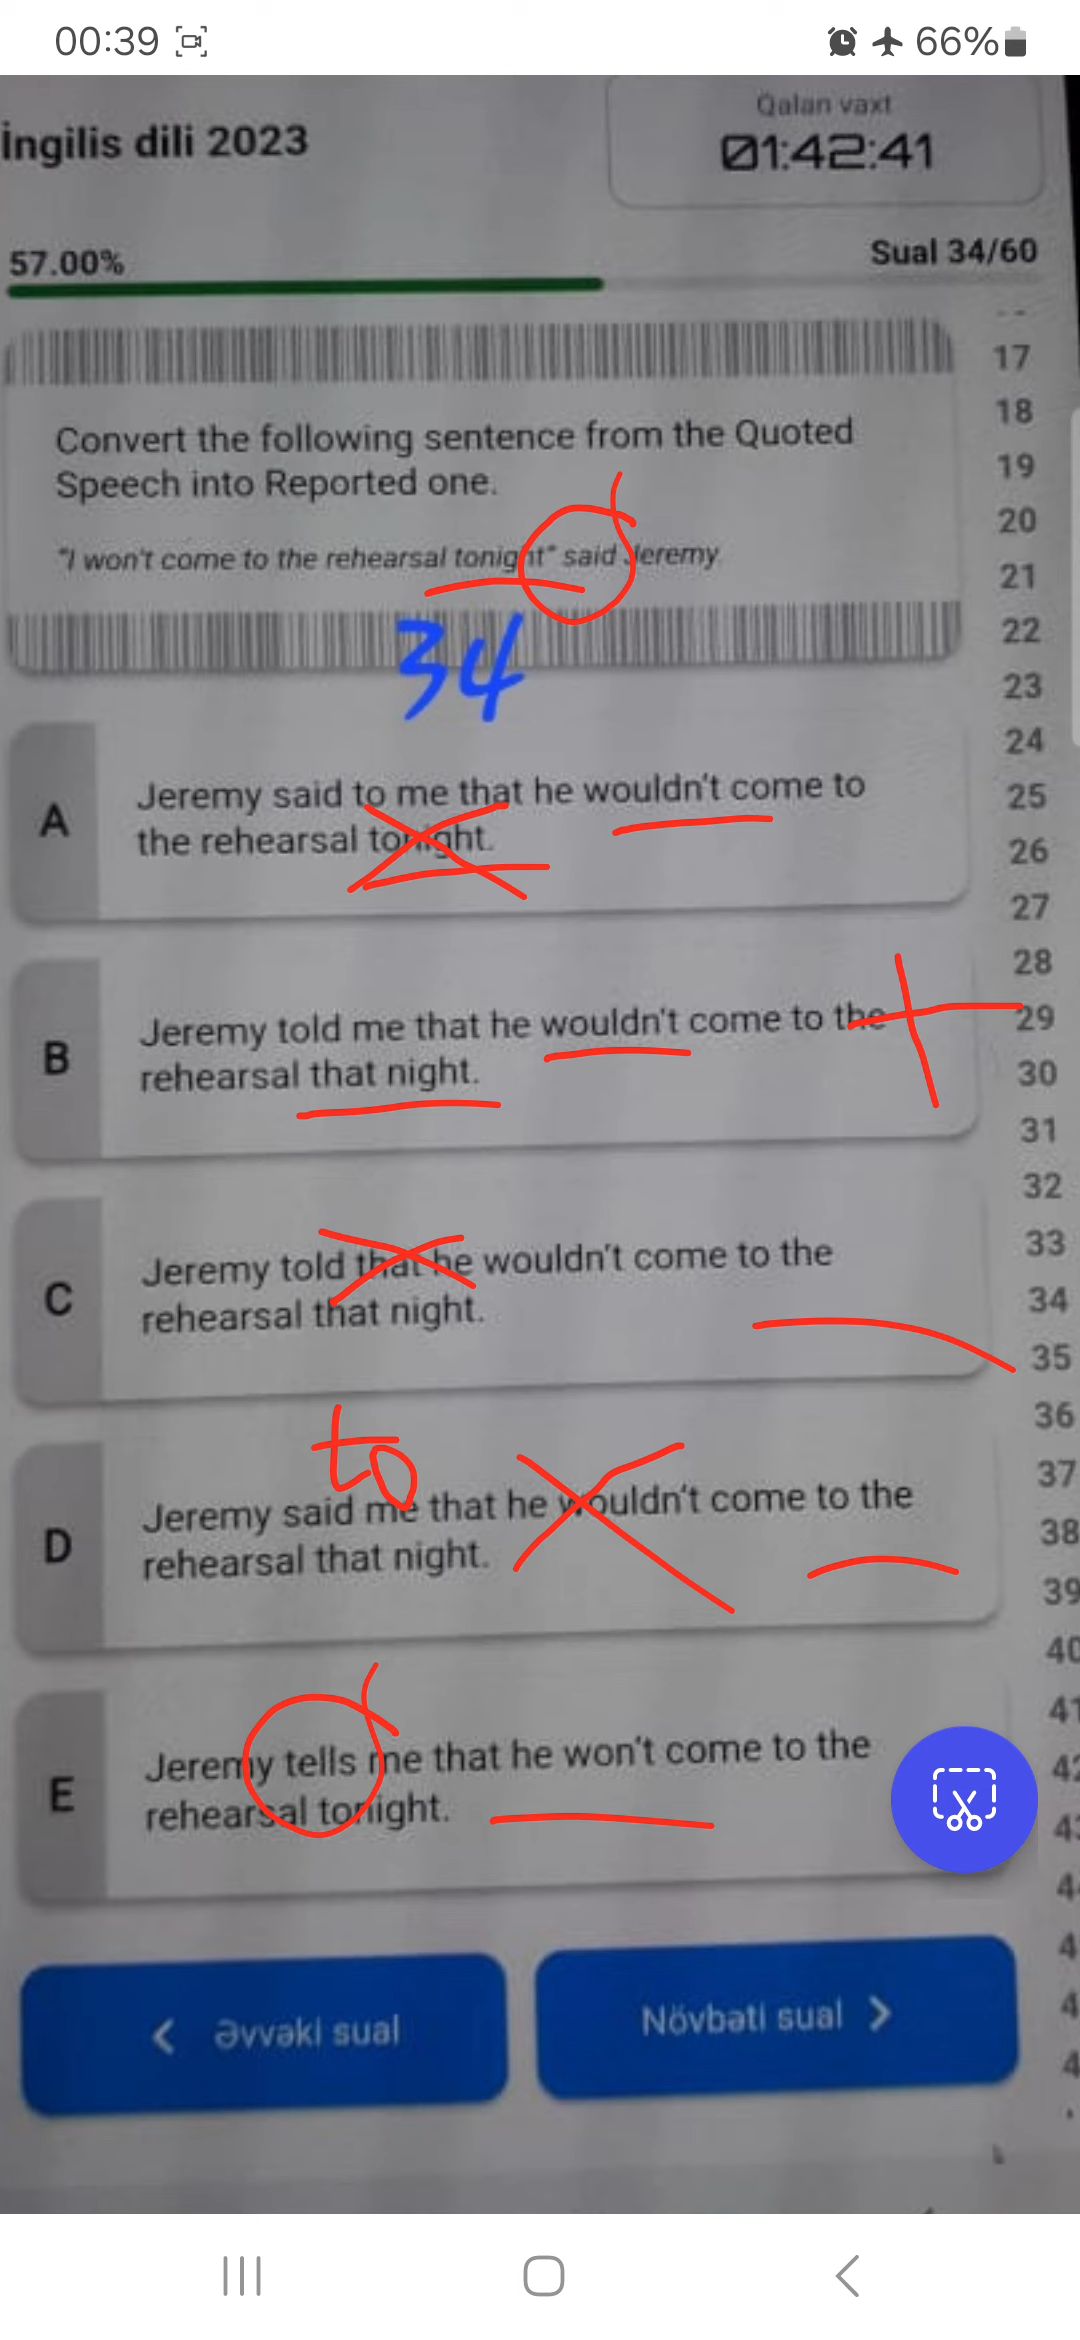 00:39
66%
İngilis dili 2023
Qalan vaxt
01:42:41
57.00%
Sual 34/60
Convert the following sentence from the Quoted
Speech into Reported one.
"I won't come to the rehearsal tonight" said Jeremy.
34
A
Jeremy said to me that he wouldn't come to
the rehearsal tonight.
B
Jeremy told me that he wouldn't come to the
rehearsal that night.
C
Jeremy told that he wouldn't come to the
rehearsal that night.
to
D
Jeremy said me that he wouldn't come to the
rehearsal that night.
E
Jeremy tells me that he won't come to the
rehearsal tonight.
17
18
19
20
21
22
23
24
25
26
27
28
29
30
31
32
33
34
35
36
37
38
39
40
Əvvəki sual
Növbəti sual